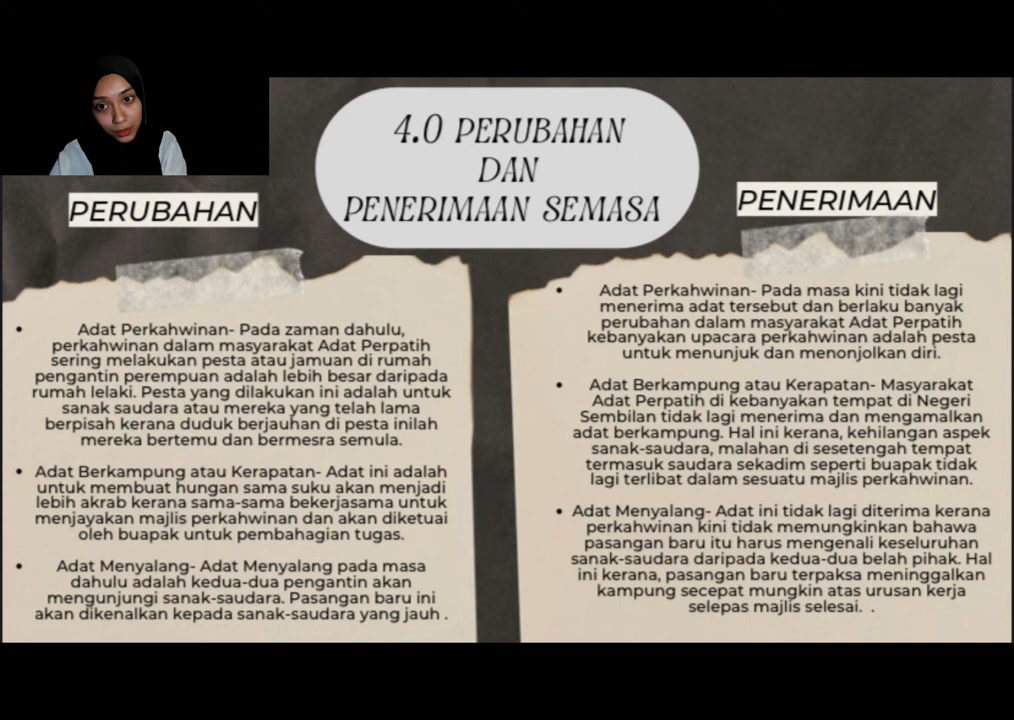 4.0 PERUBAHAN
DAN
PENERIMAAN SEMASA
PERUBAHAN
• Adat Perkahwinan- Pada zaman dahulu,
perkahwinan dalam masyarakat Adat Perpatih
sering melakukan pesta atau jamuan di rumah
pengantin perempuan adalah lebih besar daripada
rumah lelaki. Pesta yang dilakukan ini adalah untuk
sanak saudara atau mereka yang telah lama
berpisah kerana duduk berjauhan di pesta inilah
mereka bertemu dan bermesra semula.
• Adat Berkampung atau Kerapatan- Adat ini adalah
untuk membuat hungan sama suku akan menjadi
lebih akrab kerana sama-sama bekerjasama untuk
menjayakan majlis perkahwinan dan akan diketuai
oleh buapak untuk pembahagian tugas.
• Adat Menyalang- Adat Menyalang pada masa
dahulu adalah kedua-dua pengantin akan
mengunjungi sanak-saudara. Pasangan baru ini
akan dikenalkan kepada sanak-saudara yang jauh .
PENERIMAAN
• Adat Perkahwinan- Pada masa kini tidak lagi
menerima adat tersebut dan berlaku banyak
perubahan dalam masyarakat Adat Perpatih
kebanyakan upacara perkahwinan adalah pesta
untuk menunjuk dan menonjolkan diri.
• Adat Berkampung atau Kerapatan- Masyarakat
Adat Perpatih di kebanyakan tempat di Negeri
Sembilan tidak lagi menerima dan mengamalkan
adat berkampung. Hal ini kerana, kehilangan aspek
sanak-saudara, malahan di sesetengah tempat
termasuk saudara sekadim seperti buapak tidak
lagi terlibat dalam sesuatu majlis perkahwinan.
• Adat Menyalang- Adat ini tidak lagi diterima kerana
perkahwinan kini tidak memungkinkan bahawa
pasangan baru itu harus mengenali keseluruhan
sanak-saudara daripada kedua-dua belah pihak. Hal
ini kerana, pasangan baru terpaksa meninggalkan
kampung secepat mungkin atas urusan kerja
selepas majlis selesai. .